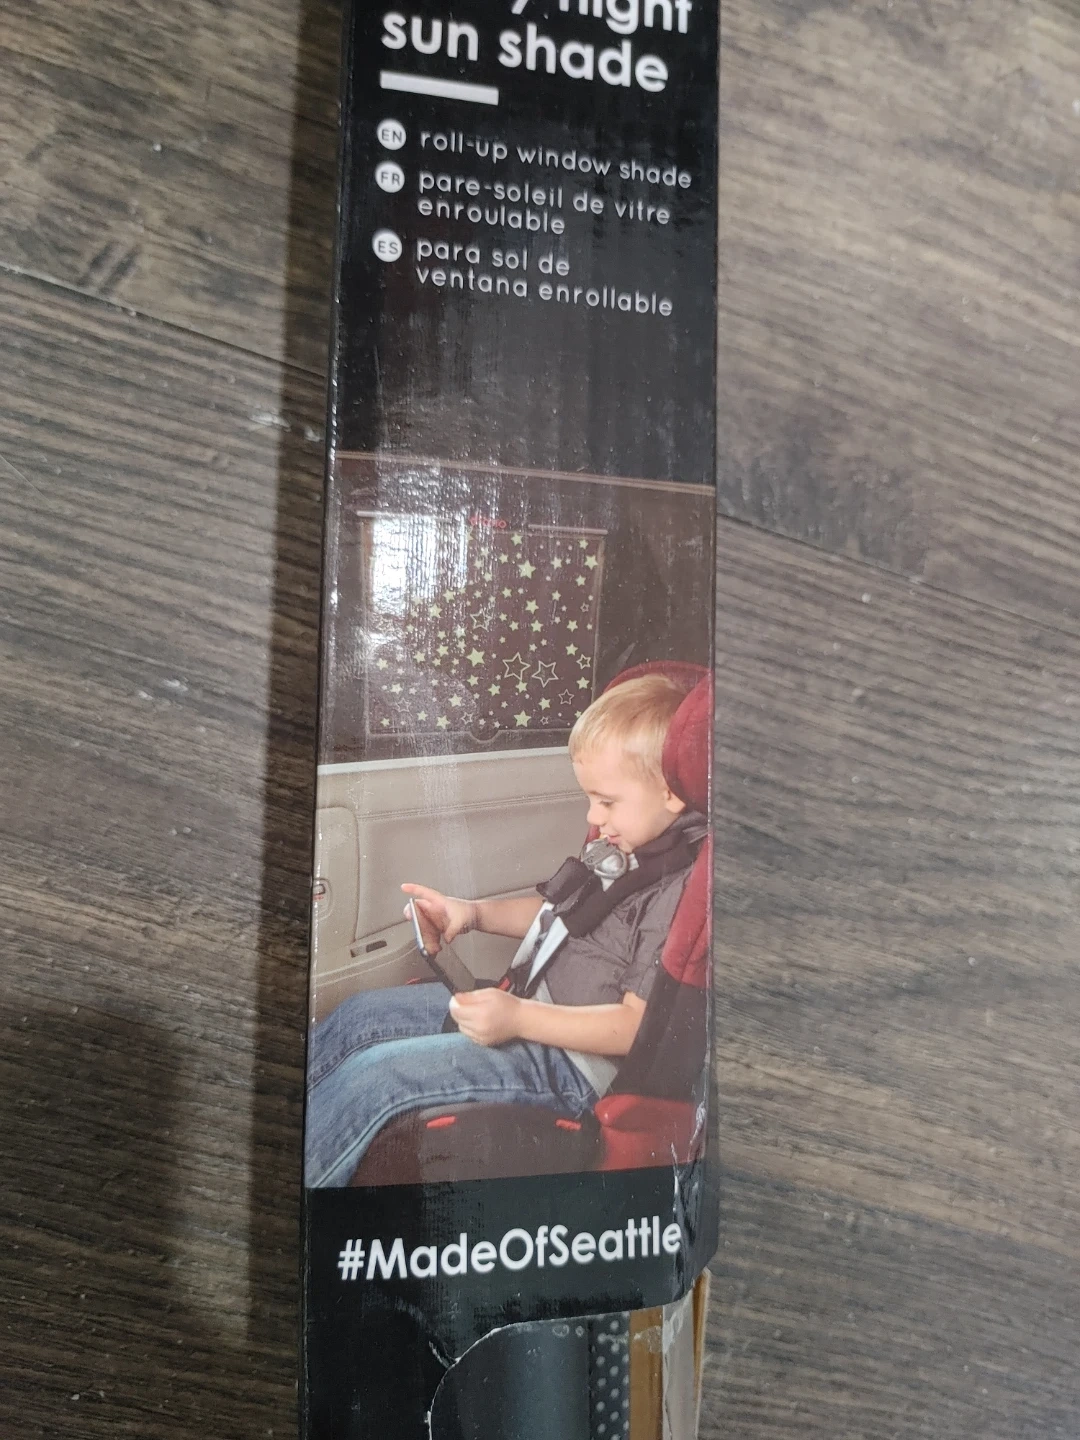 night
sun shade
EN roll-up window shade
FR pare-soleil de vitre
enroulable
ES para sol de
ventana enrollable
#MadeOfSeattle